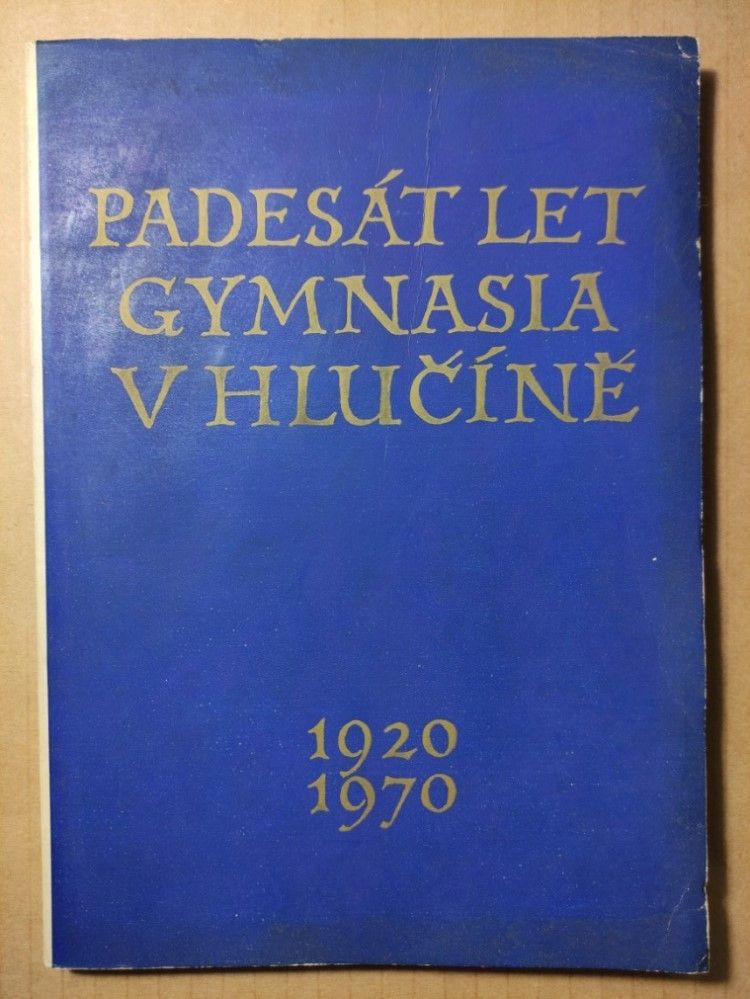 PADESÁT LET
GYMNASIA
V HLUČÍNĚ
1920
1970